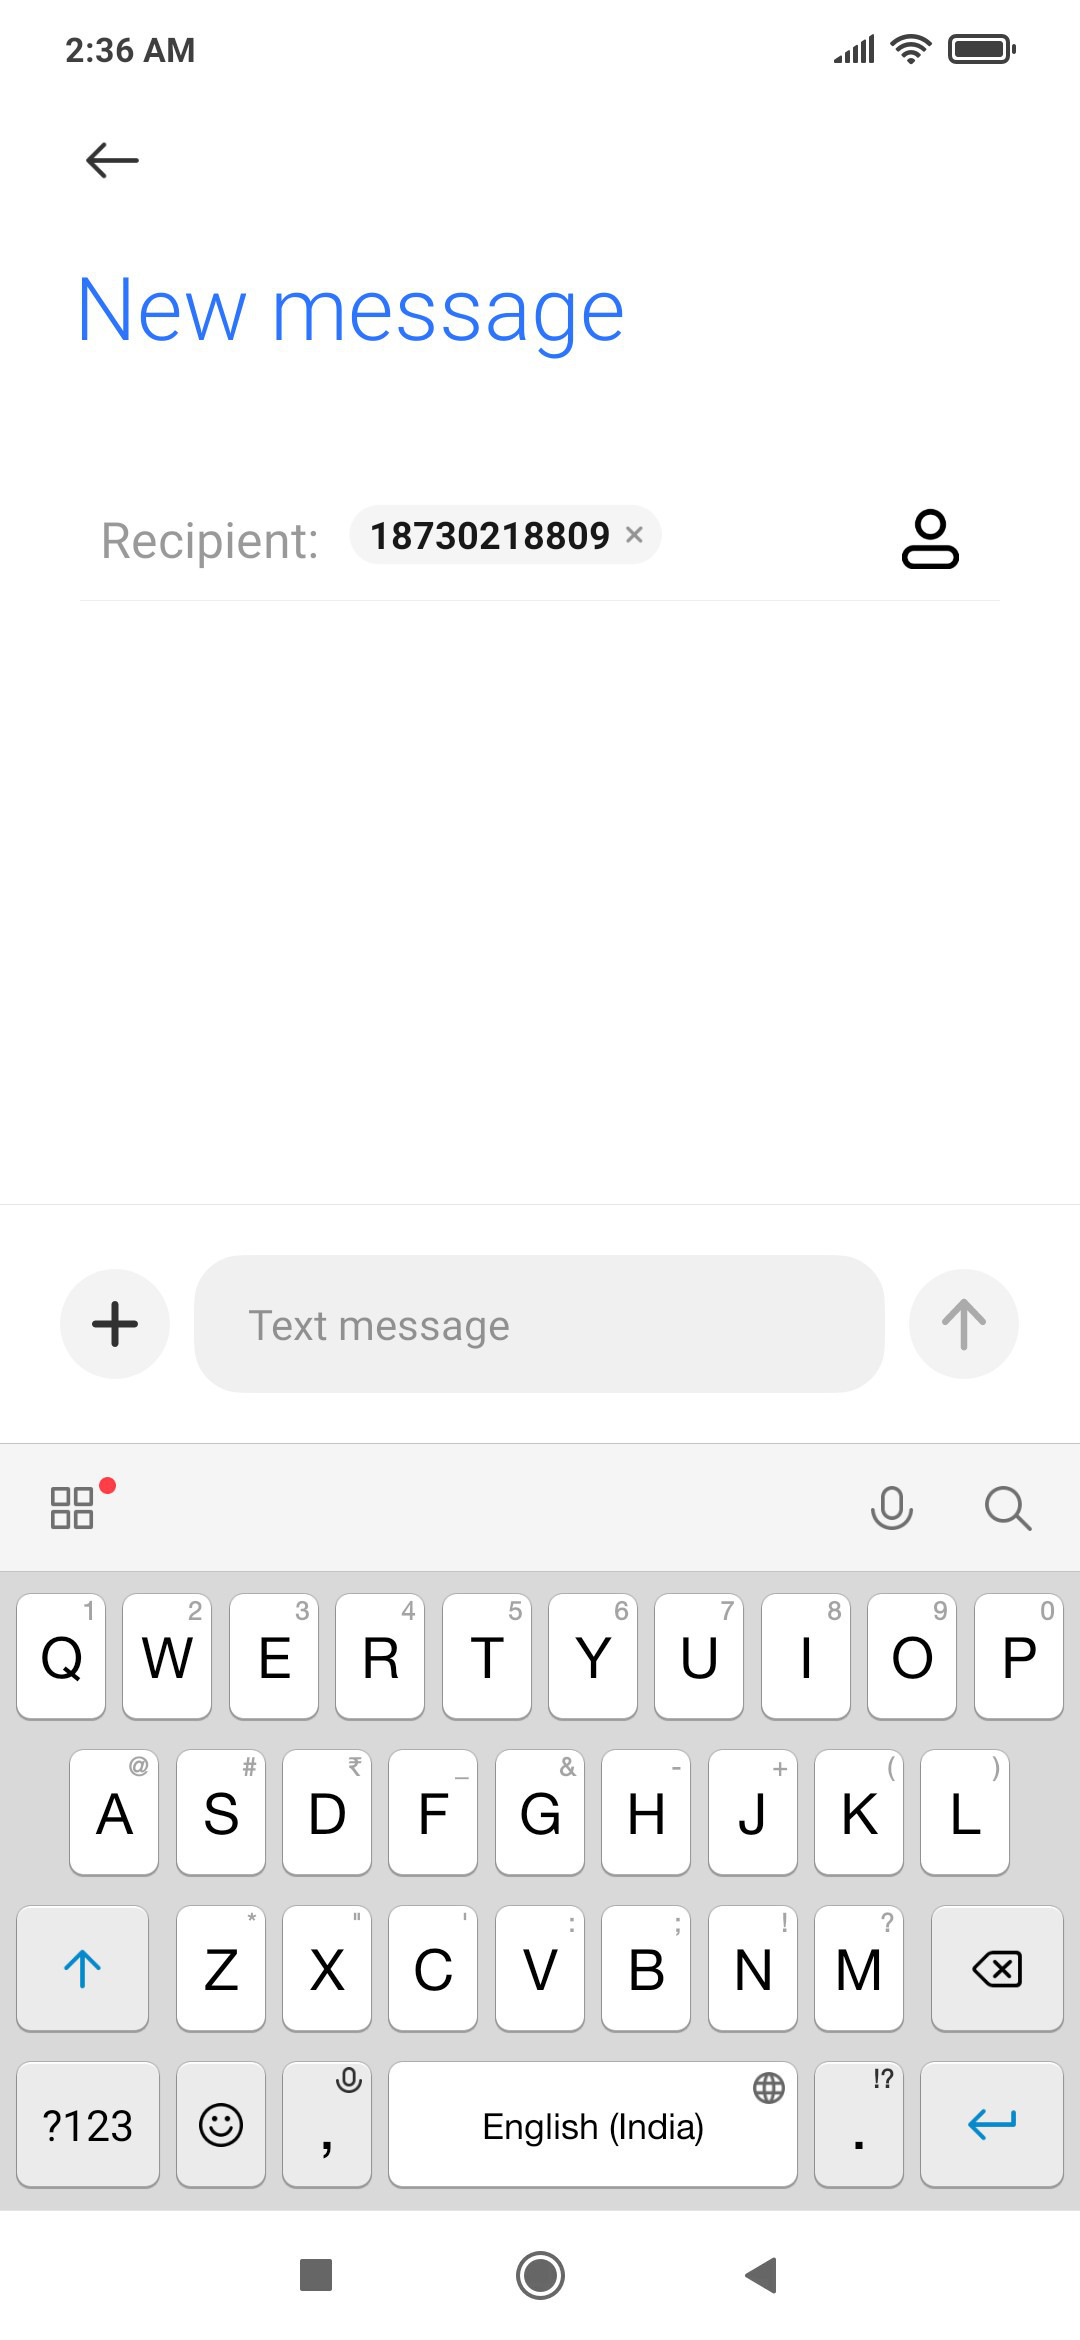 2:36 AM
New message
Recipient: 18730218809 ×
Text message
1 2 3 4 5 6 7 8 9 0
Q W E R T Y U I O P
@ # ₹ _ & - + ( )
A S D F G H J K L
* " ' : ; ! ?
Z X C V B N M
!?
?123 , English (India) .